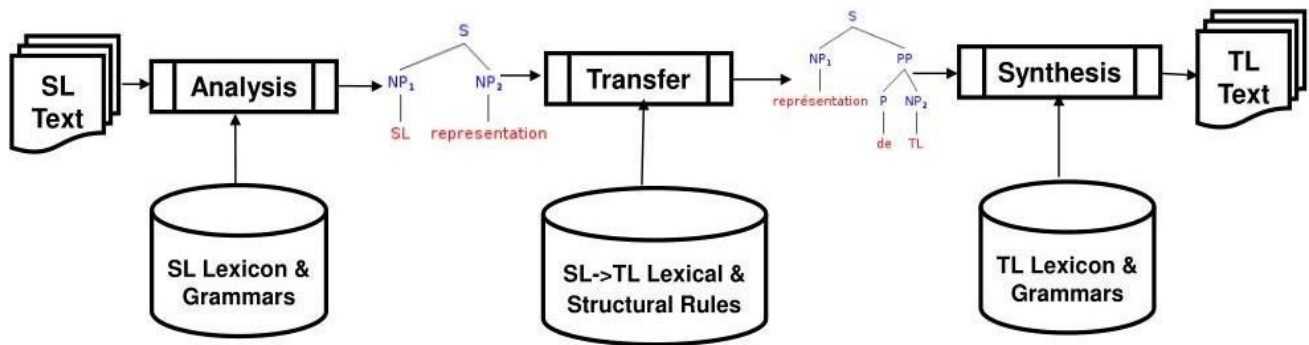 SL
Text
Analysis
S
NP₁ NP₂
SL representation
Transfer
S
NP₁ PP
représentation P NP₂
de TL
Synthesis
TL
Text
SL Lexicon &
Grammars
SL->TL Lexical &
Structural Rules
TL Lexicon &
Grammars